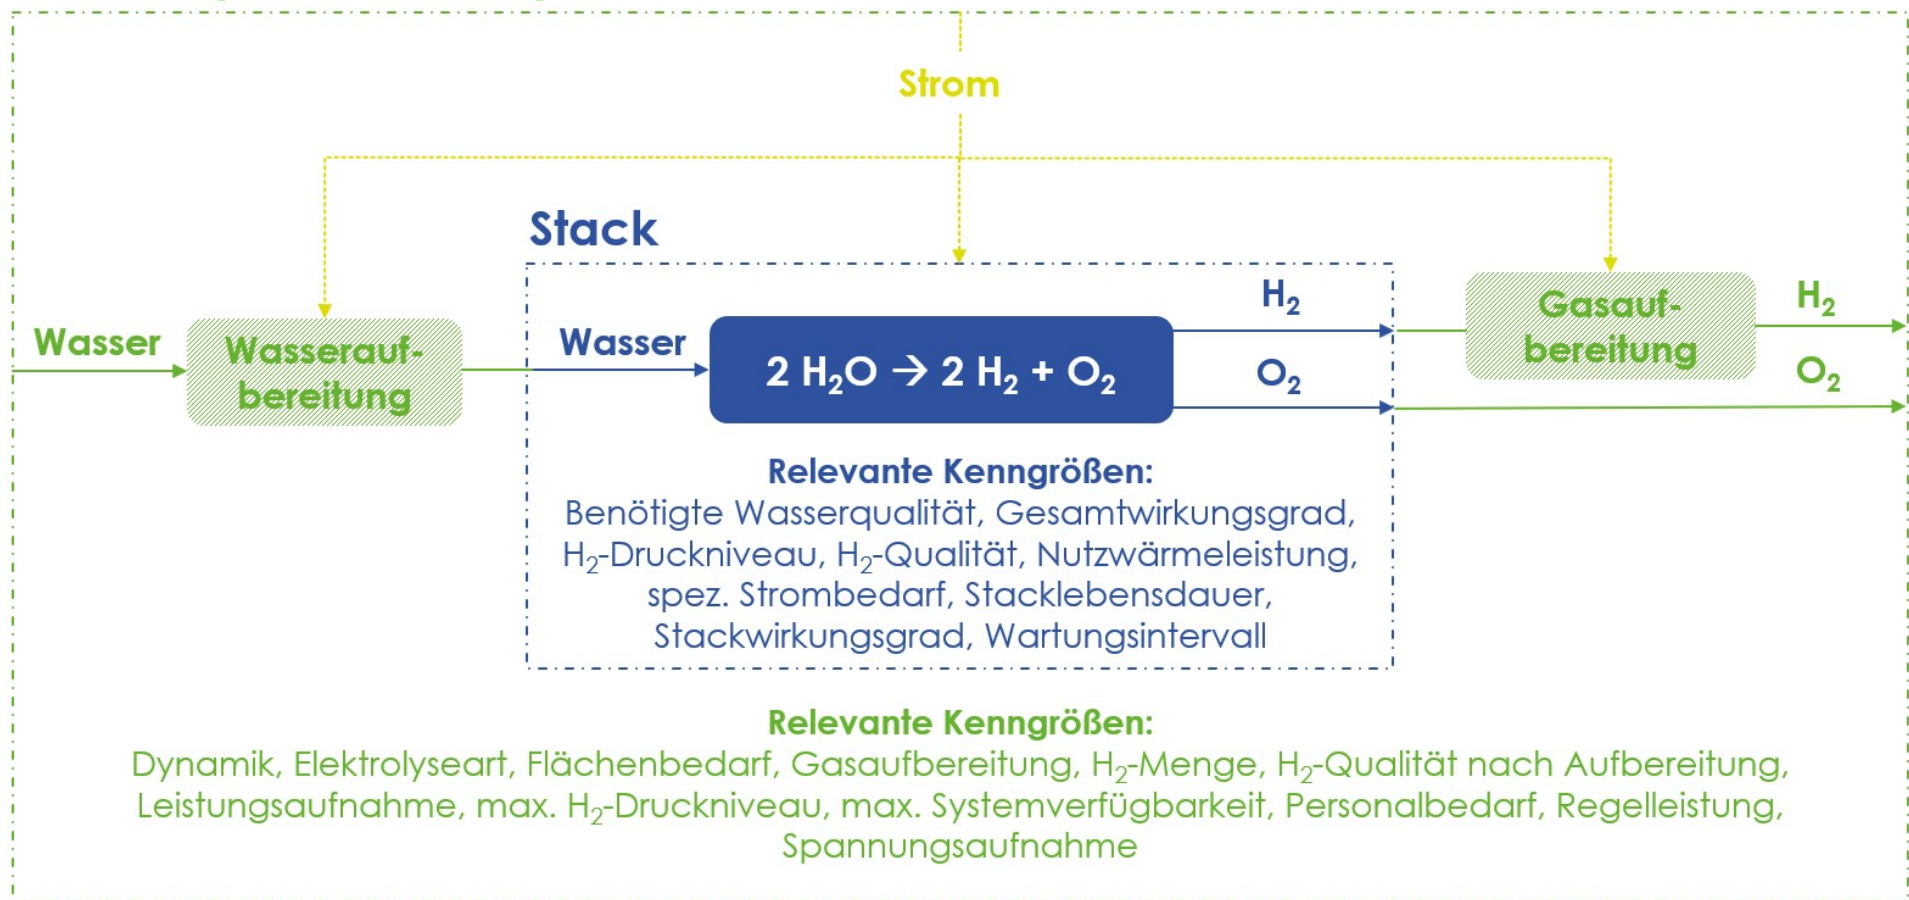 Strom
Stack
Wasser
Wasserauf-
bereitung
Wasser
2 H₂O → 2 H₂ + O₂
H₂
O₂
Gasauf-
bereitung
H₂
O₂
Relevante Kenngrößen:
Benötigte Wasserqualität, Gesamtwirkungsgrad,
H₂-Druckniveau, H₂-Qualität, Nutzwärmeleistung,
spez. Strombedarf, Stacklebensdauer,
Stackwirkungsgrad, Wartungsintervall
Relevante Kenngrößen:
Dynamik, Elektrolyseart, Flächenbedarf, Gasaufbereitung, H₂-Menge, H₂-Qualität nach Aufbereitung,
Leistungsaufnahme, max. H₂-Druckniveau, max. Systemverfügbarkeit, Personalbedarf, Regelleistung,
Spannungsaufnahme